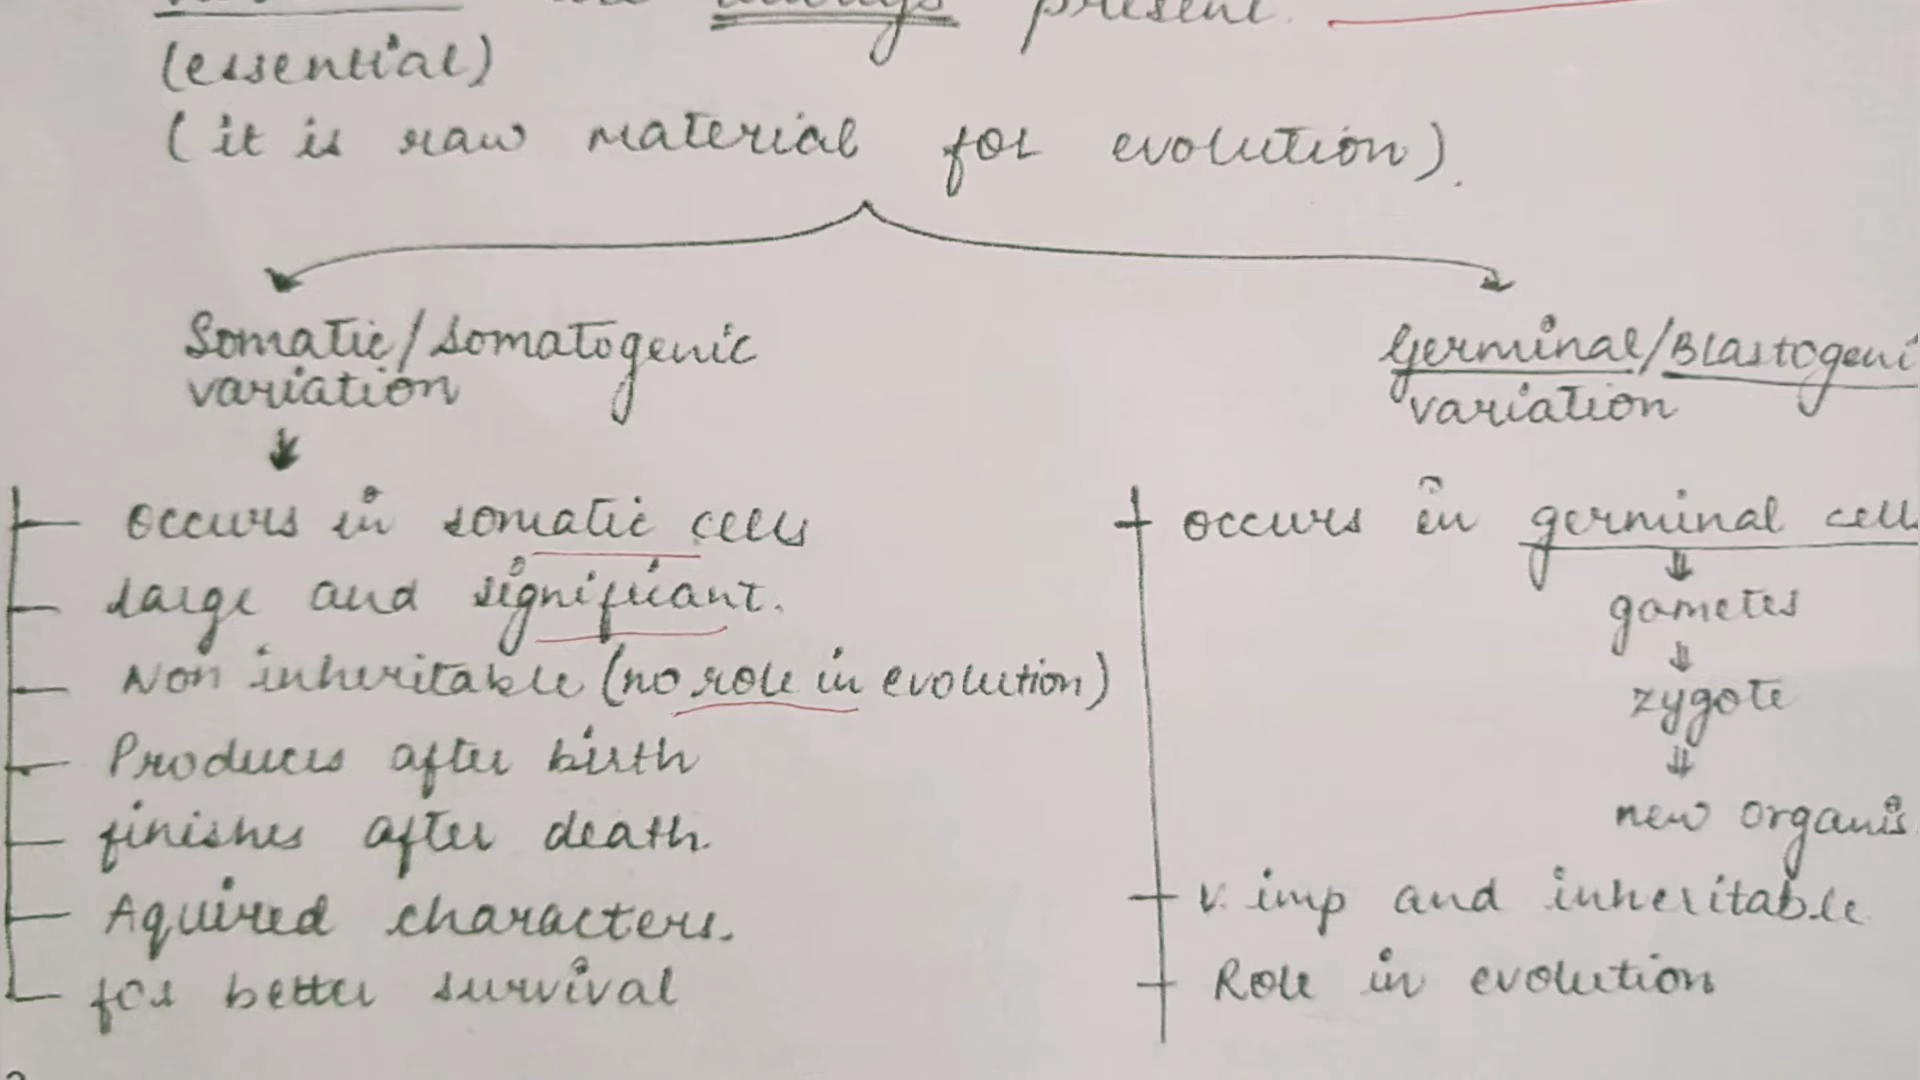 always present.
(essential)
(it is raw material for evolution).
Somatic/Somatogenic
variation
Occurs in somatic cells
Large and significant.
Non inheritable (no role in evolution)
Produces after birth
finishes after death
Aquired characters.
for better survival
Germinal/Blastogeni
variation
occurs in germinal cell
gametes
zygote
new organis
v. imp and inheritable
Role in evolution